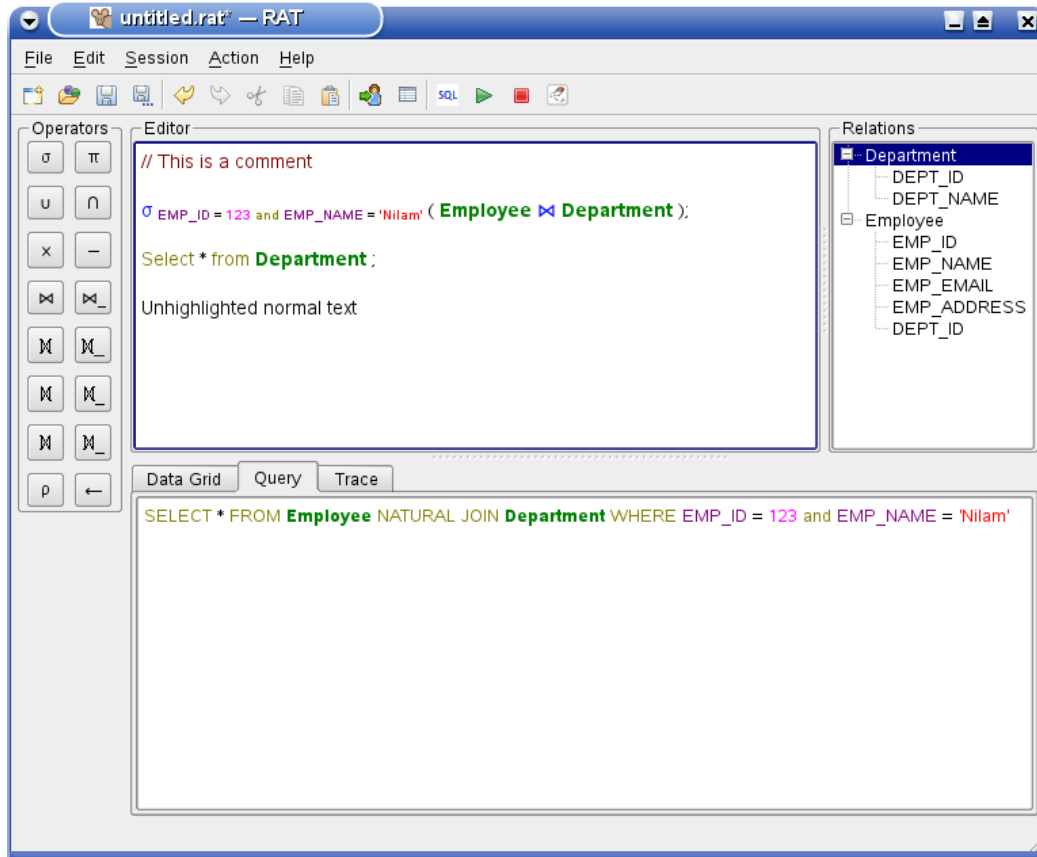 untitled.rat* — RAT
File Edit Session Action Help
SQL
Operators
σ π
∪ ∩
× −
⋈ ⋈_
ρ ←
Editor
// This is a comment
σ EMP_ID = 123 and EMP_NAME = 'Nilam' ( Employee ⋈ Department );
Select * from Department ;
Unhighlighted normal text
Relations
Department
DEPT_ID
DEPT_NAME
Employee
EMP_ID
EMP_NAME
EMP_EMAIL
EMP_ADDRESS
DEPT_ID
Data Grid Query Trace
SELECT * FROM Employee NATURAL JOIN Department WHERE EMP_ID = 123 and EMP_NAME = 'Nilam'